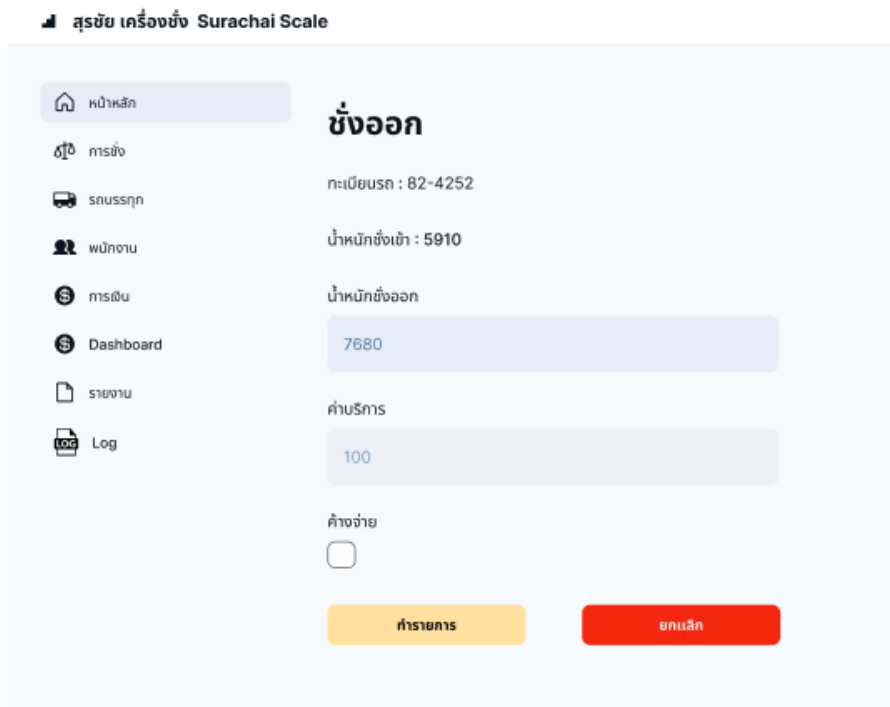 สุรชัย เครื่องชั่ง Surachai Scale
หน้าหลัก
การชั่ง
รถบรรทุก
พนักงาน
การเงิน
Dashboard
รายงาน
LOG Log
ชั่งออก
ทะเบียนรถ : 82-4252
น้ำหนักชั่งเข้า : 5910
น้ำหนักชั่งออก
7680
ค่าบริการ
100
ค้างจ่าย
ทำรายการ
ยกเลิก